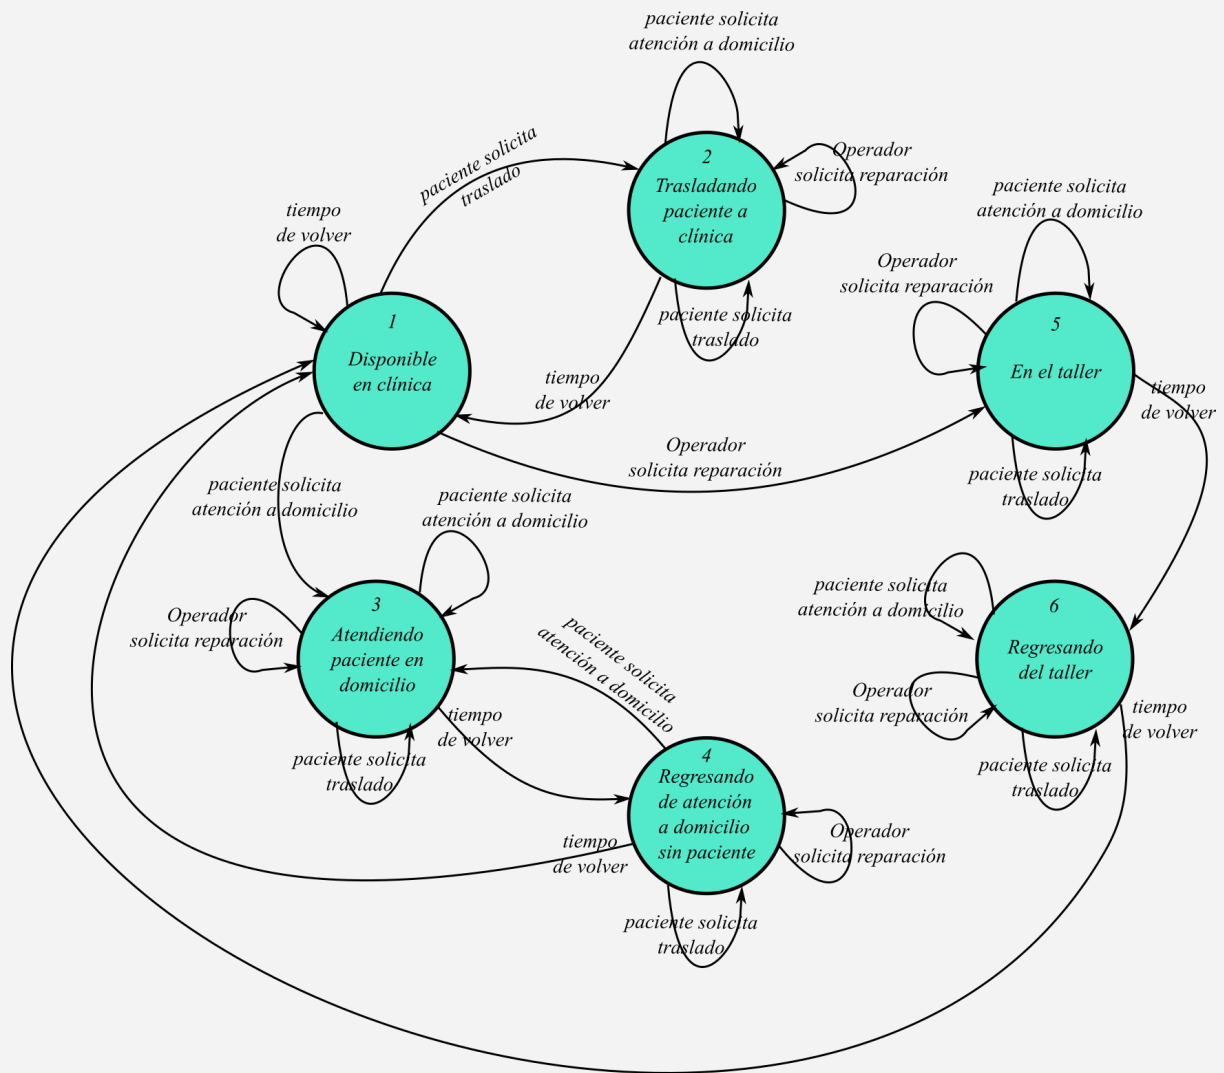 paciente solicita
atención a domicilio
paciente solicita
traslado
2
Trasladando
paciente a
clínica
Operador
solicita reparación
paciente solicita
traslado
tiempo
de volver
1
Disponible
en clínica
tiempo
de volver
paciente solicita
atención a domicilio
Operador
solicita reparación
5
En el taller
tiempo
de volver
paciente solicita
traslado
Operador
solicita reparación
paciente solicita
atención a domicilio
paciente solicita
atención a domicilio
3
Atendiendo
paciente en
domicilio
Operador
solicita reparación
paciente solicita
traslado
tiempo
de volver
paciente solicita
atención a domicilio
4
Regresando
de atención
a domicilio
sin paciente
tiempo
de volver
Operador
solicita reparación
paciente solicita
traslado
paciente solicita
atención a domicilio
6
Regresando
del taller
Operador
solicita reparación
tiempo
de volver
paciente solicita
traslado